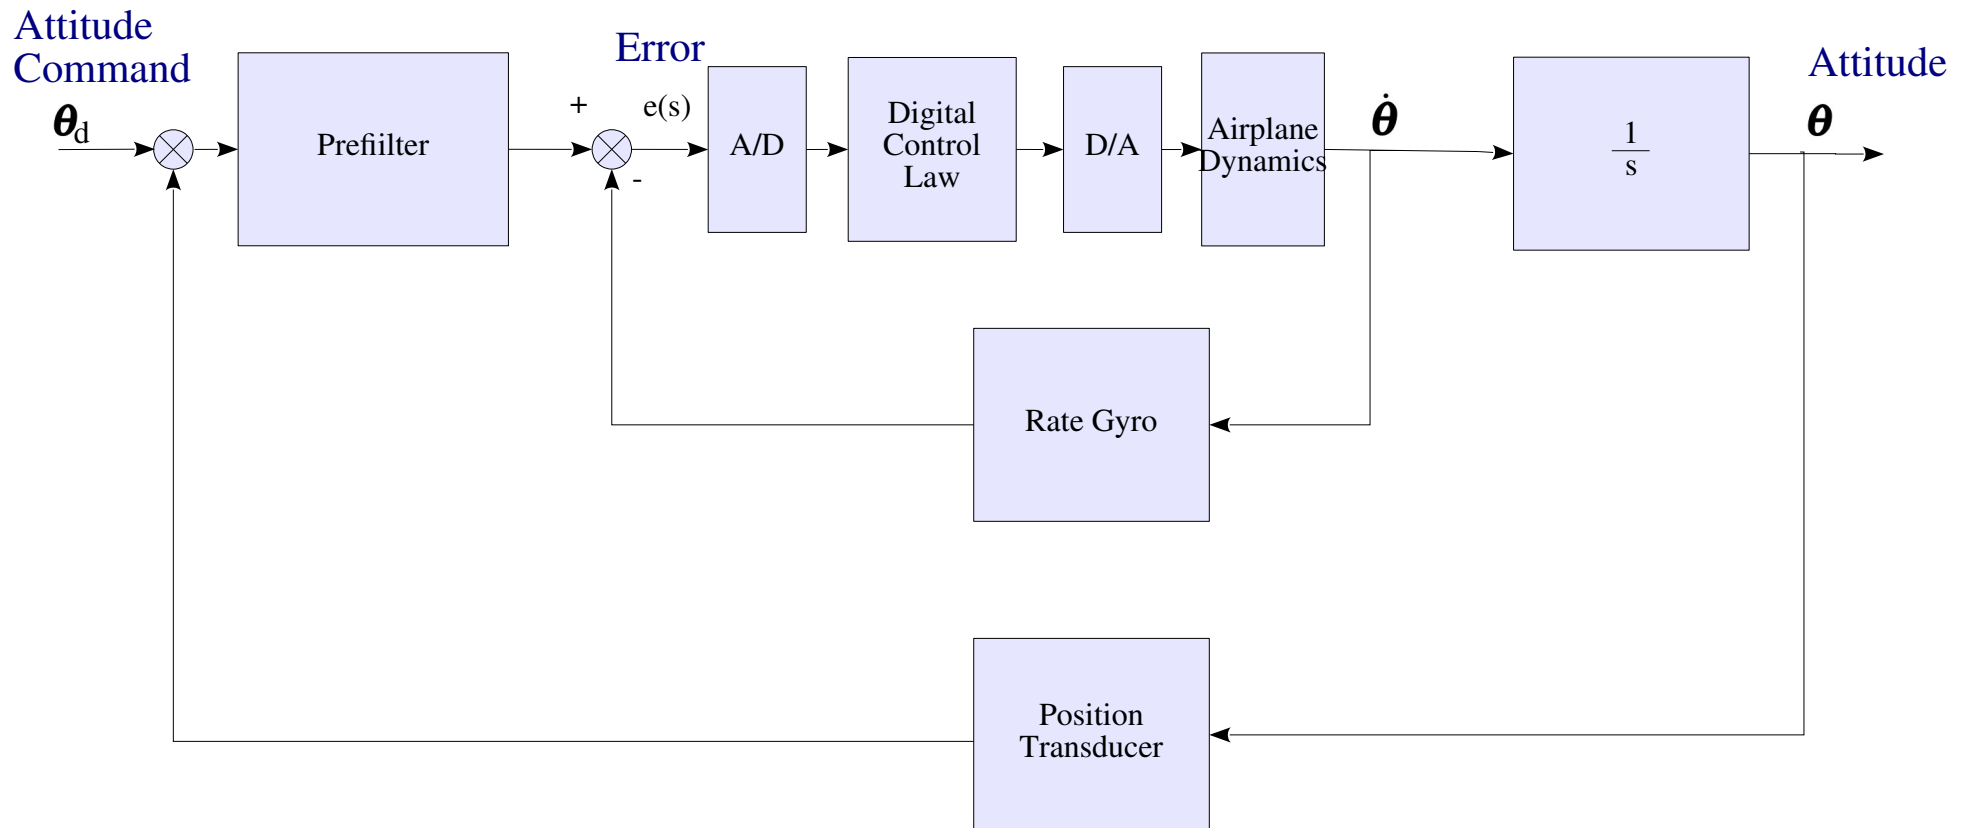 Attitude
Command
θd
Prefiilter
+
-
Error
e(s)
A/D
Digital
Control
Law
D/A
Airplane
Dynamics
θ̇
1
s
Attitude
θ
Rate Gyro
Position
Transducer